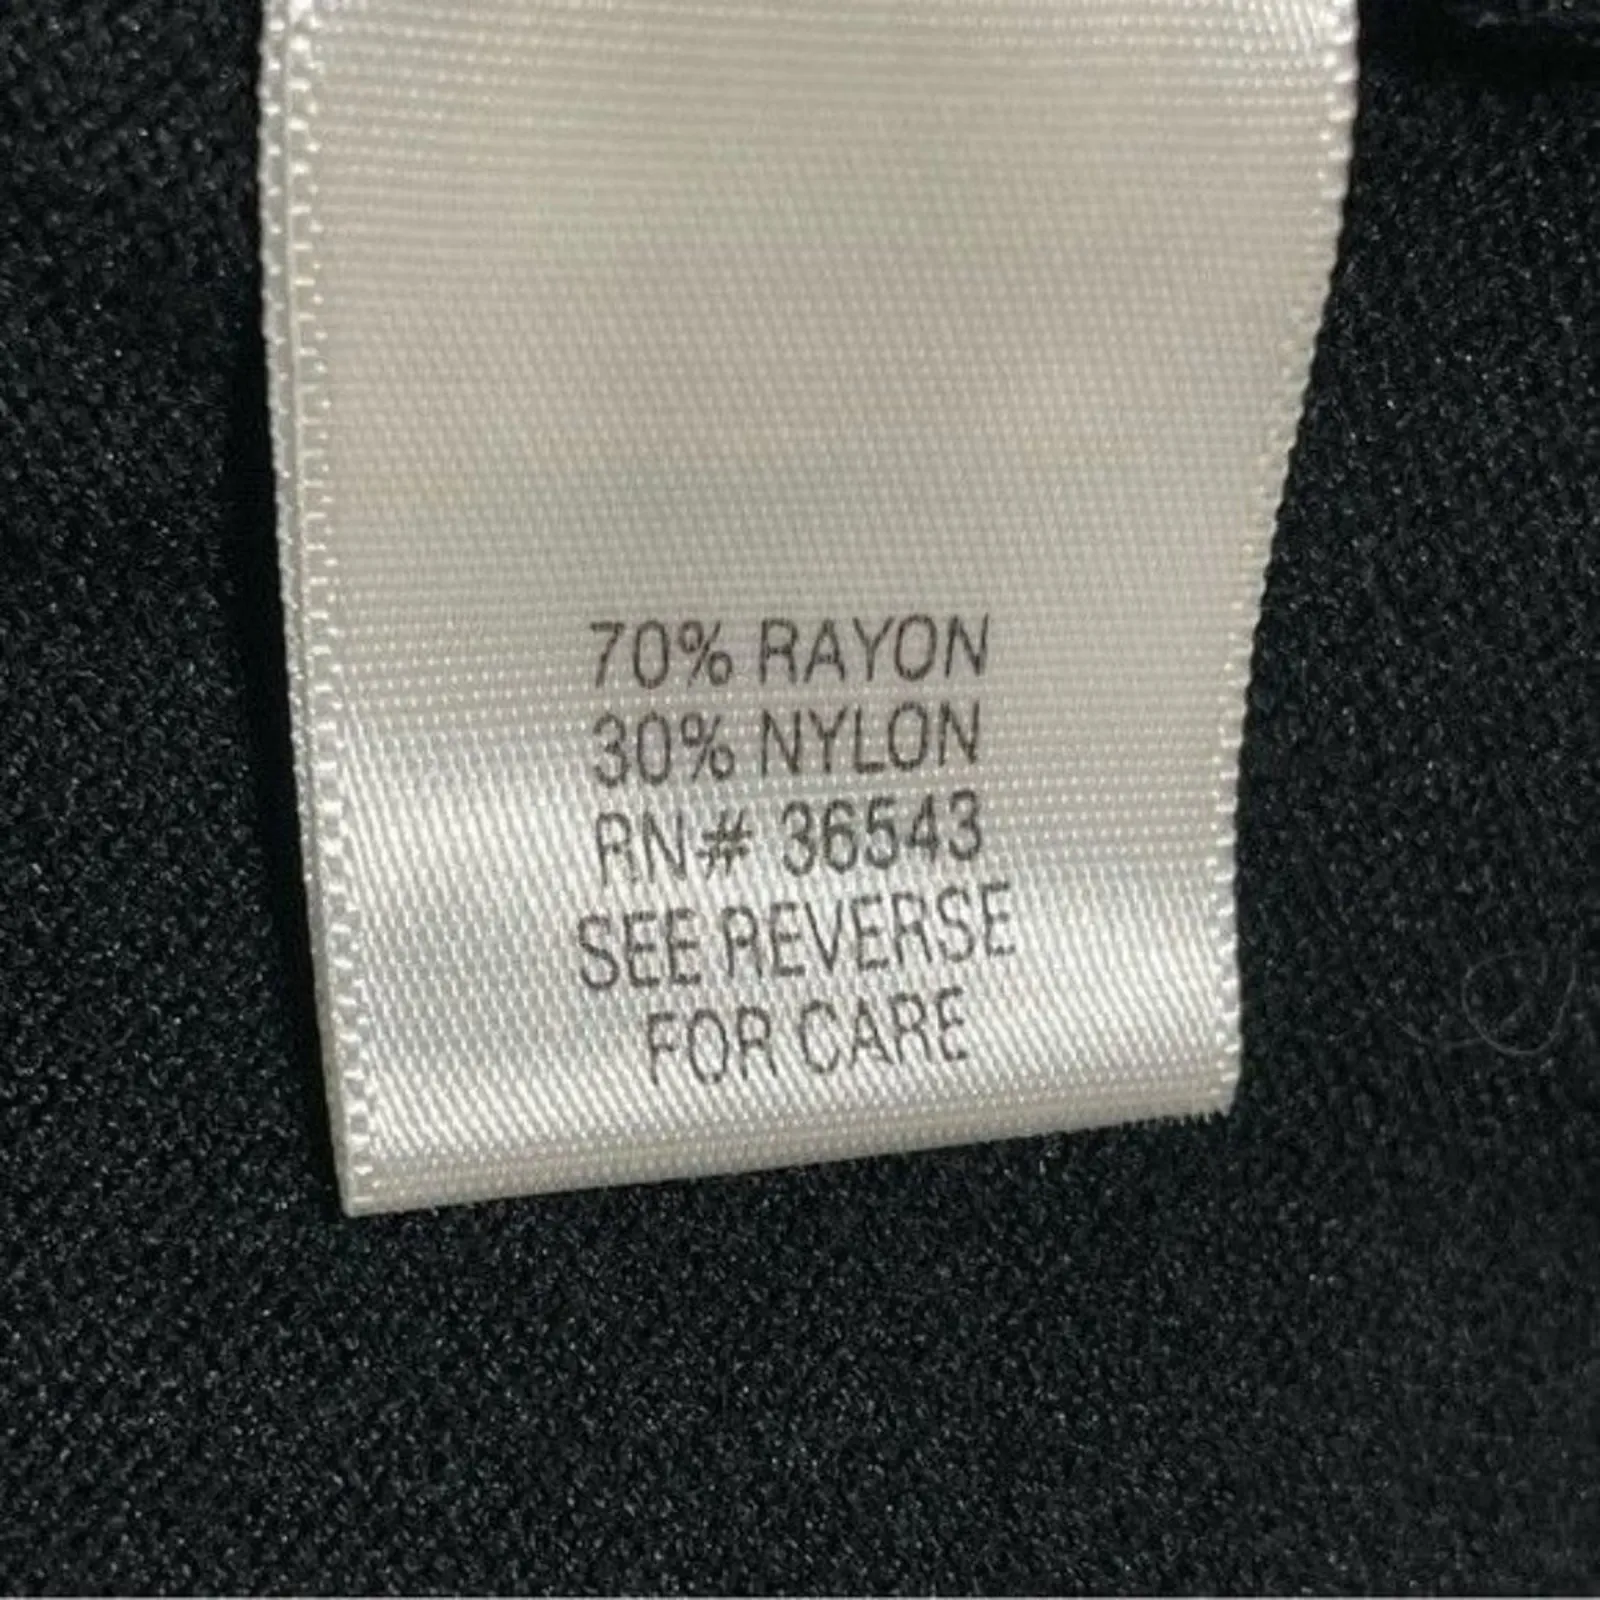 70% RAYON
30% NYLON
RN# 36543
SEE REVERSE
FOR CARE